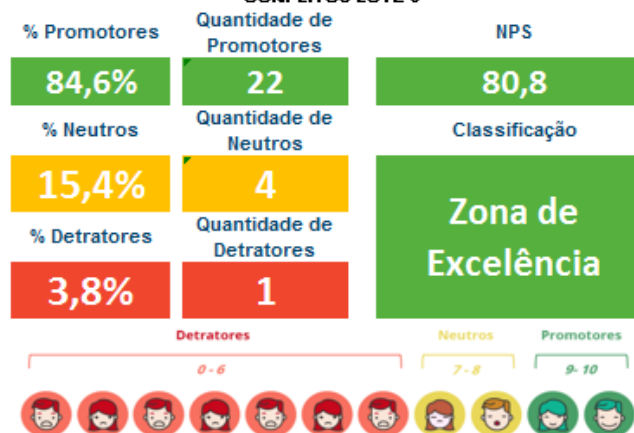 % Promotores
Quantidade de
Promotores
NPS
84,6%
22
80,8
% Neutros
Quantidade de
Neutros
Classificação
15,4%
4
Zona de
Excelência
% Detratores
Quantidade de
Detratores
3,8%
1
Detratores
Neutros
Promotores
0 - 6
7 - 8
9- 10